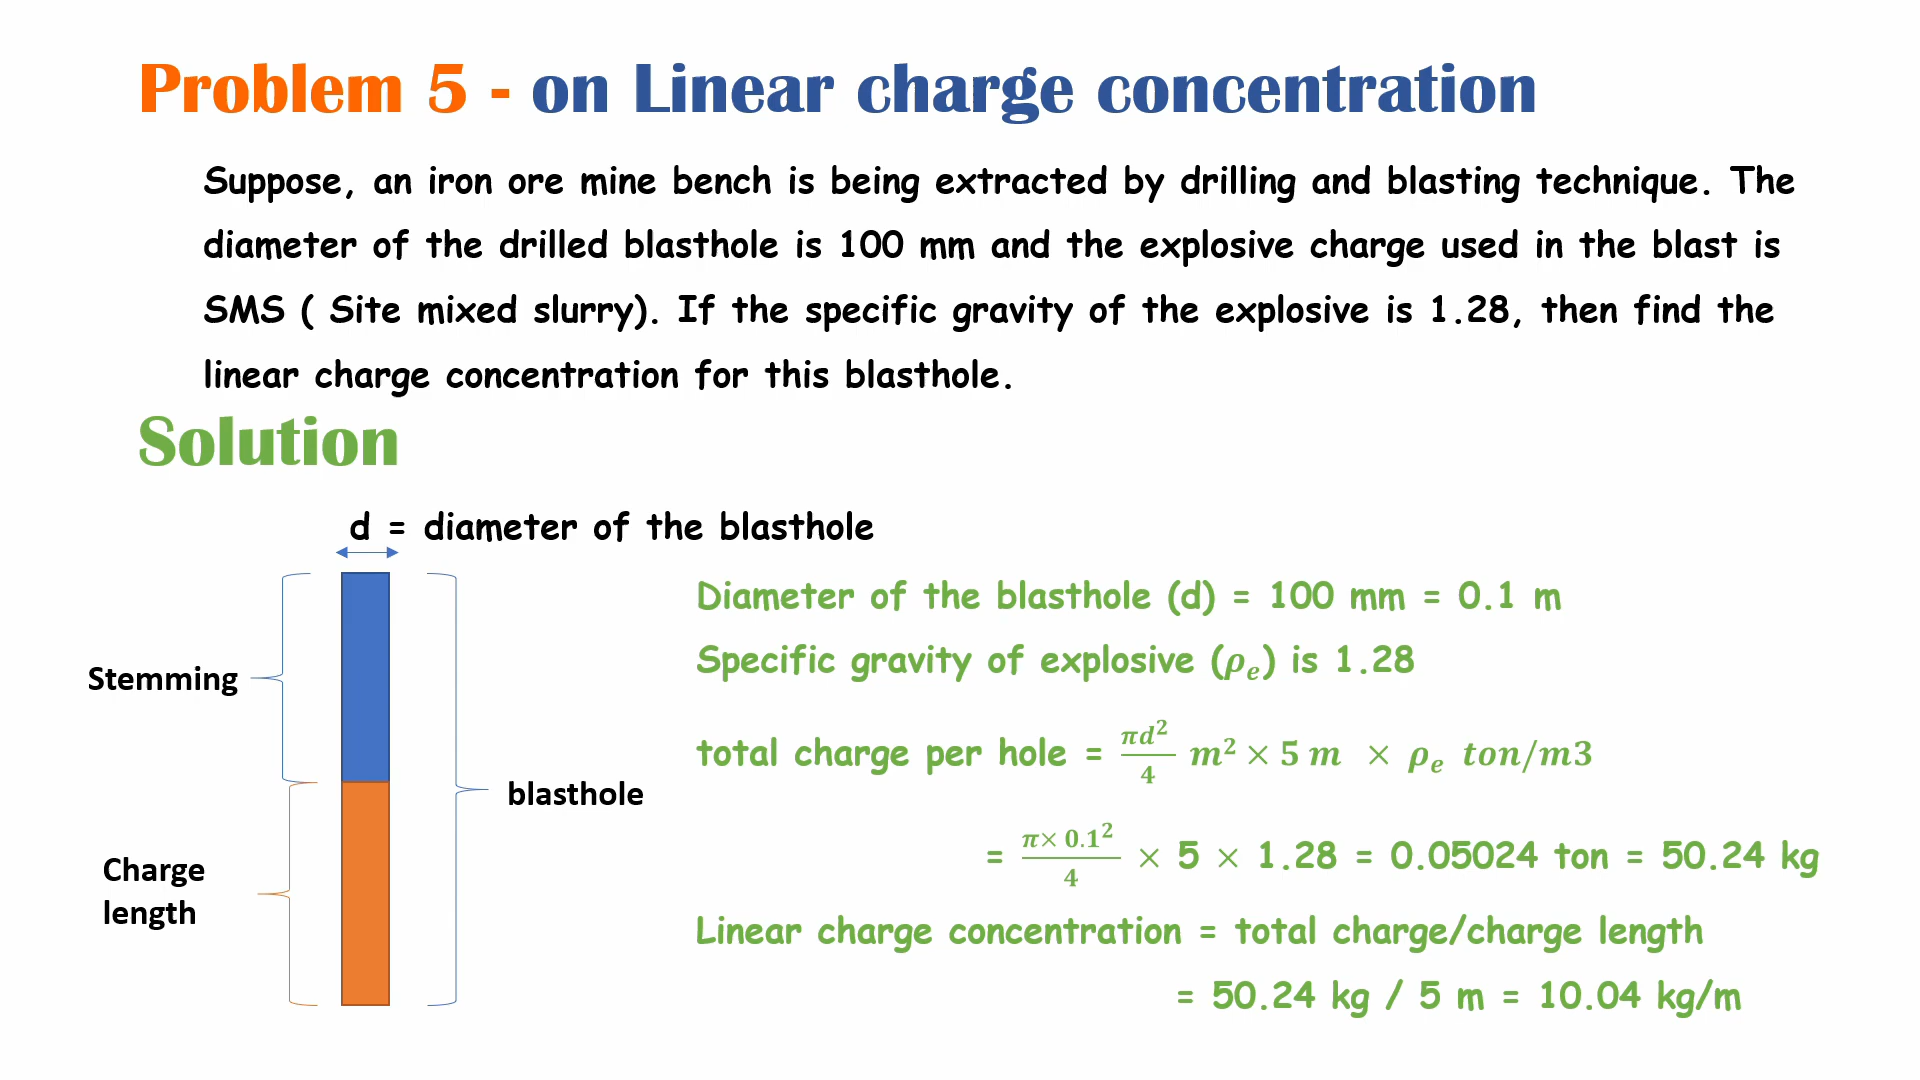 Problem 5 - on Linear charge concentration
Suppose, an iron ore mine bench is being extracted by drilling and blasting technique. The
diameter of the drilled blasthole is 100 mm and the explosive charge used in the blast is
SMS ( Site mixed slurry). If the specific gravity of the explosive is 1.28, then find the
linear charge concentration for this blasthole.
Solution
d = diameter of the blasthole
Stemming
Charge
length
blasthole
Diameter of the blasthole (d) = 100 mm = 0.1 m
Specific gravity of explosive (ρₑ) is 1.28
total charge per hole = πd²/4 m² × 5 m × ρₑ ton/m3
= π× 0.1²/4 × 5 × 1.28 = 0.05024 ton = 50.24 kg
Linear charge concentration = total charge/charge length
= 50.24 kg / 5 m = 10.04 kg/m